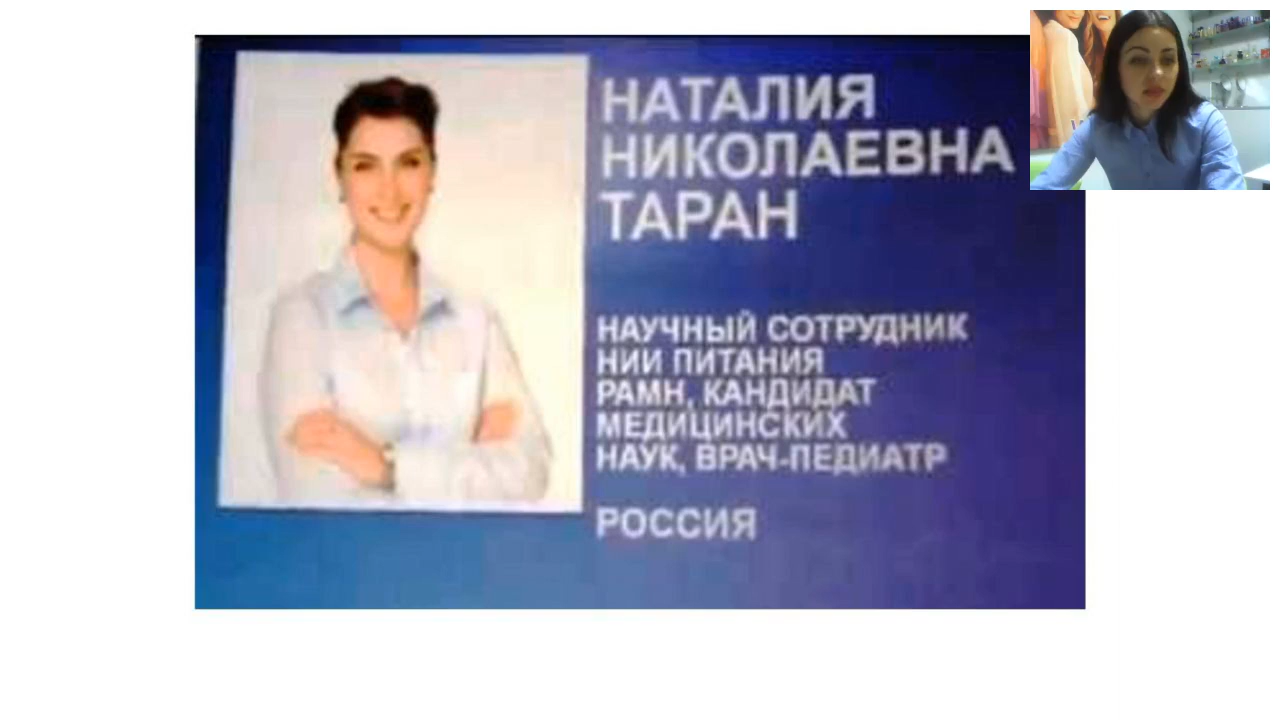 НАТАЛИЯ
НИКОЛАЕВНА
ТАРАН
НАУЧНЫЙ СОТРУДНИК
НИИ ПИТАНИЯ
РАМН, КАНДИДАТ
МЕДИЦИНСКИХ
НАУК, ВРАЧ-ПЕДИАТР
РОССИЯ